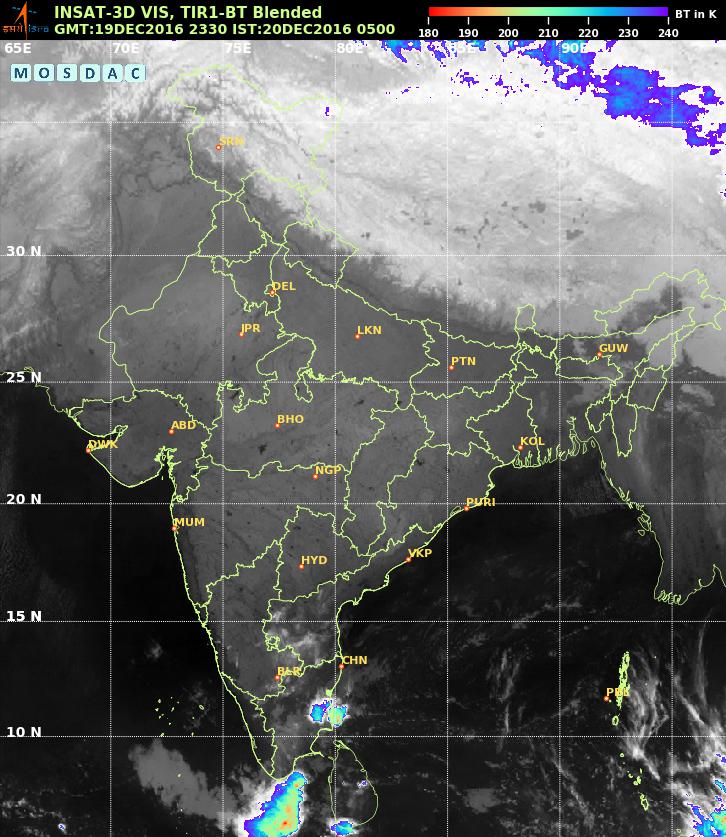 INSAT-3D VIS, TIR1-BT Blended
GMT:19DEC2016 2330 IST:20DEC2016 0500
BT in K
180 190 200 210 220 230 240
65E 70E 75E 80E 85E 90E
MOSDAC
SRN
30 N
DEL
JPR
LKN
GUW
PTN
25 N
ABD
BHO
DWK
KOL
NGP
20 N
PURI
MUM
VKP
HYD
15 N
CHN
BLR
PBL
10 N